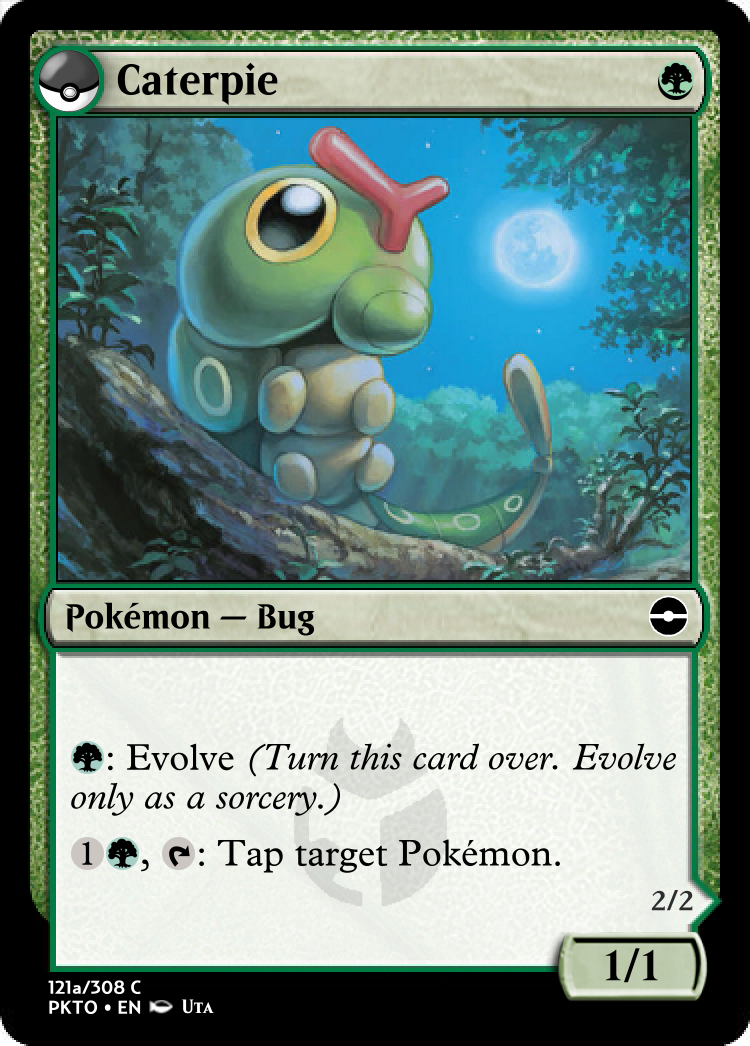 Caterpie
Pokémon — Bug
: Evolve (Turn this card over. Evolve
only as a sorcery.)
1, : Tap target Pokémon.
2/2
1/1
121a/308 C
PKTO • EN Uta